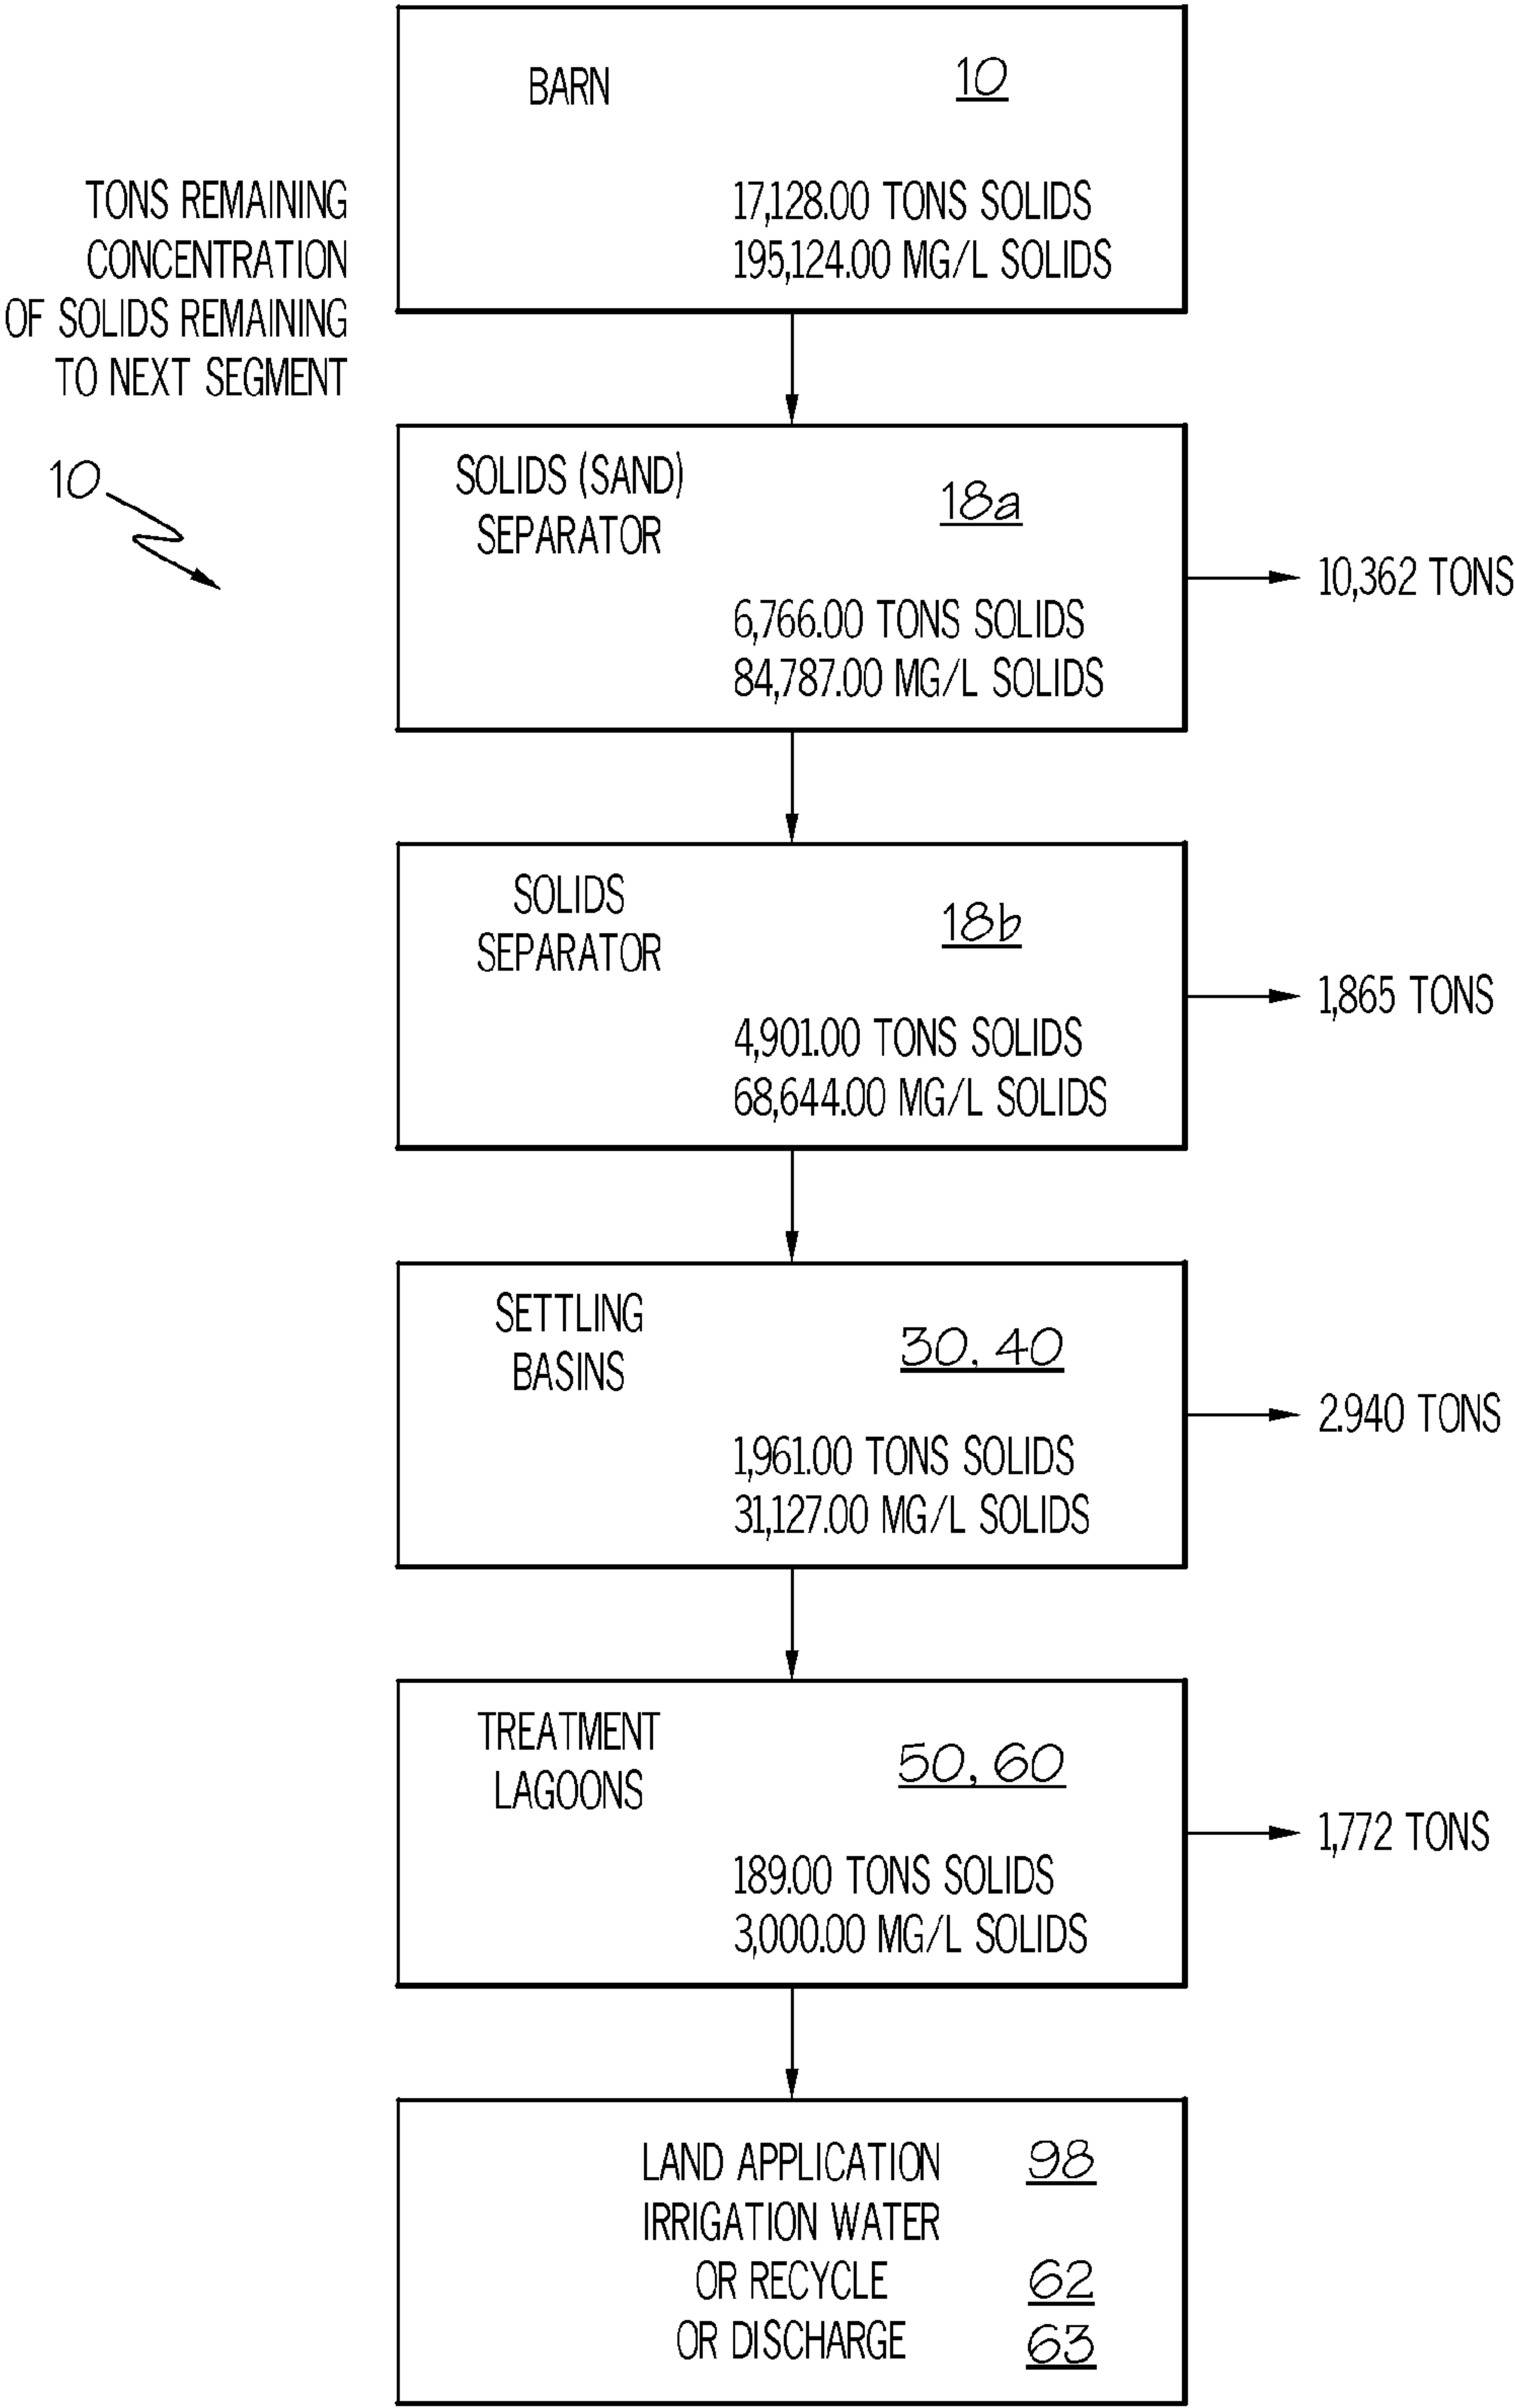 BARN 10
17,128.00 TONS SOLIDS
195,124.00 MG/L SOLIDS
TONS REMAINING
CONCENTRATION
OF SOLIDS REMAINING
TO NEXT SEGMENT
10
SOLIDS (SAND)
SEPARATOR
18a
6,766.00 TONS SOLIDS
84,787.00 MG/L SOLIDS
10,362 TONS
SOLIDS
SEPARATOR
18b
4,901.00 TONS SOLIDS
68,644.00 MG/L SOLIDS
1,865 TONS
SETTLING
BASINS
30, 40
1,961.00 TONS SOLIDS
31,127.00 MG/L SOLIDS
2.940 TONS
TREATMENT
LAGOONS
50, 60
189.00 TONS SOLIDS
3,000.00 MG/L SOLIDS
1,772 TONS
LAND APPLICATION 98
IRRIGATION WATER
OR RECYCLE 62
OR DISCHARGE 63